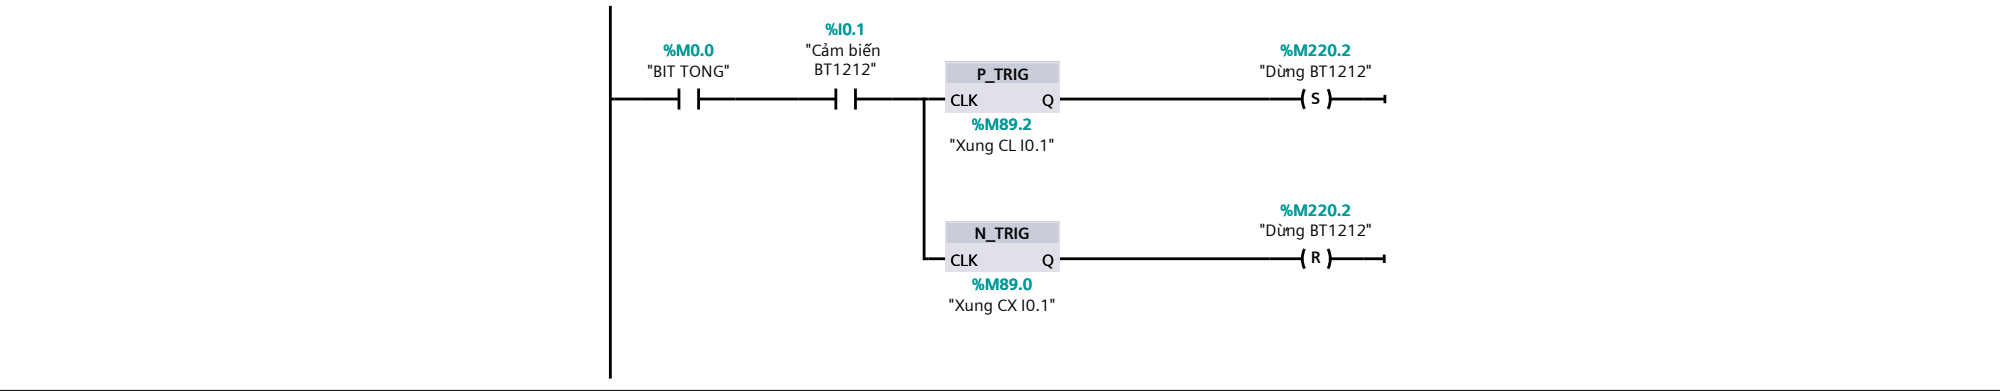 %M0.0
"BIT TONG"
%I0.1
"Cảm biến
BT1212"
P_TRIG
CLK Q
%M89.2
"Xung CL I0.1"
%M220.2
"Dừng BT1212"
S
N_TRIG
CLK Q
%M89.0
"Xung CX I0.1"
%M220.2
"Dừng BT1212"
R